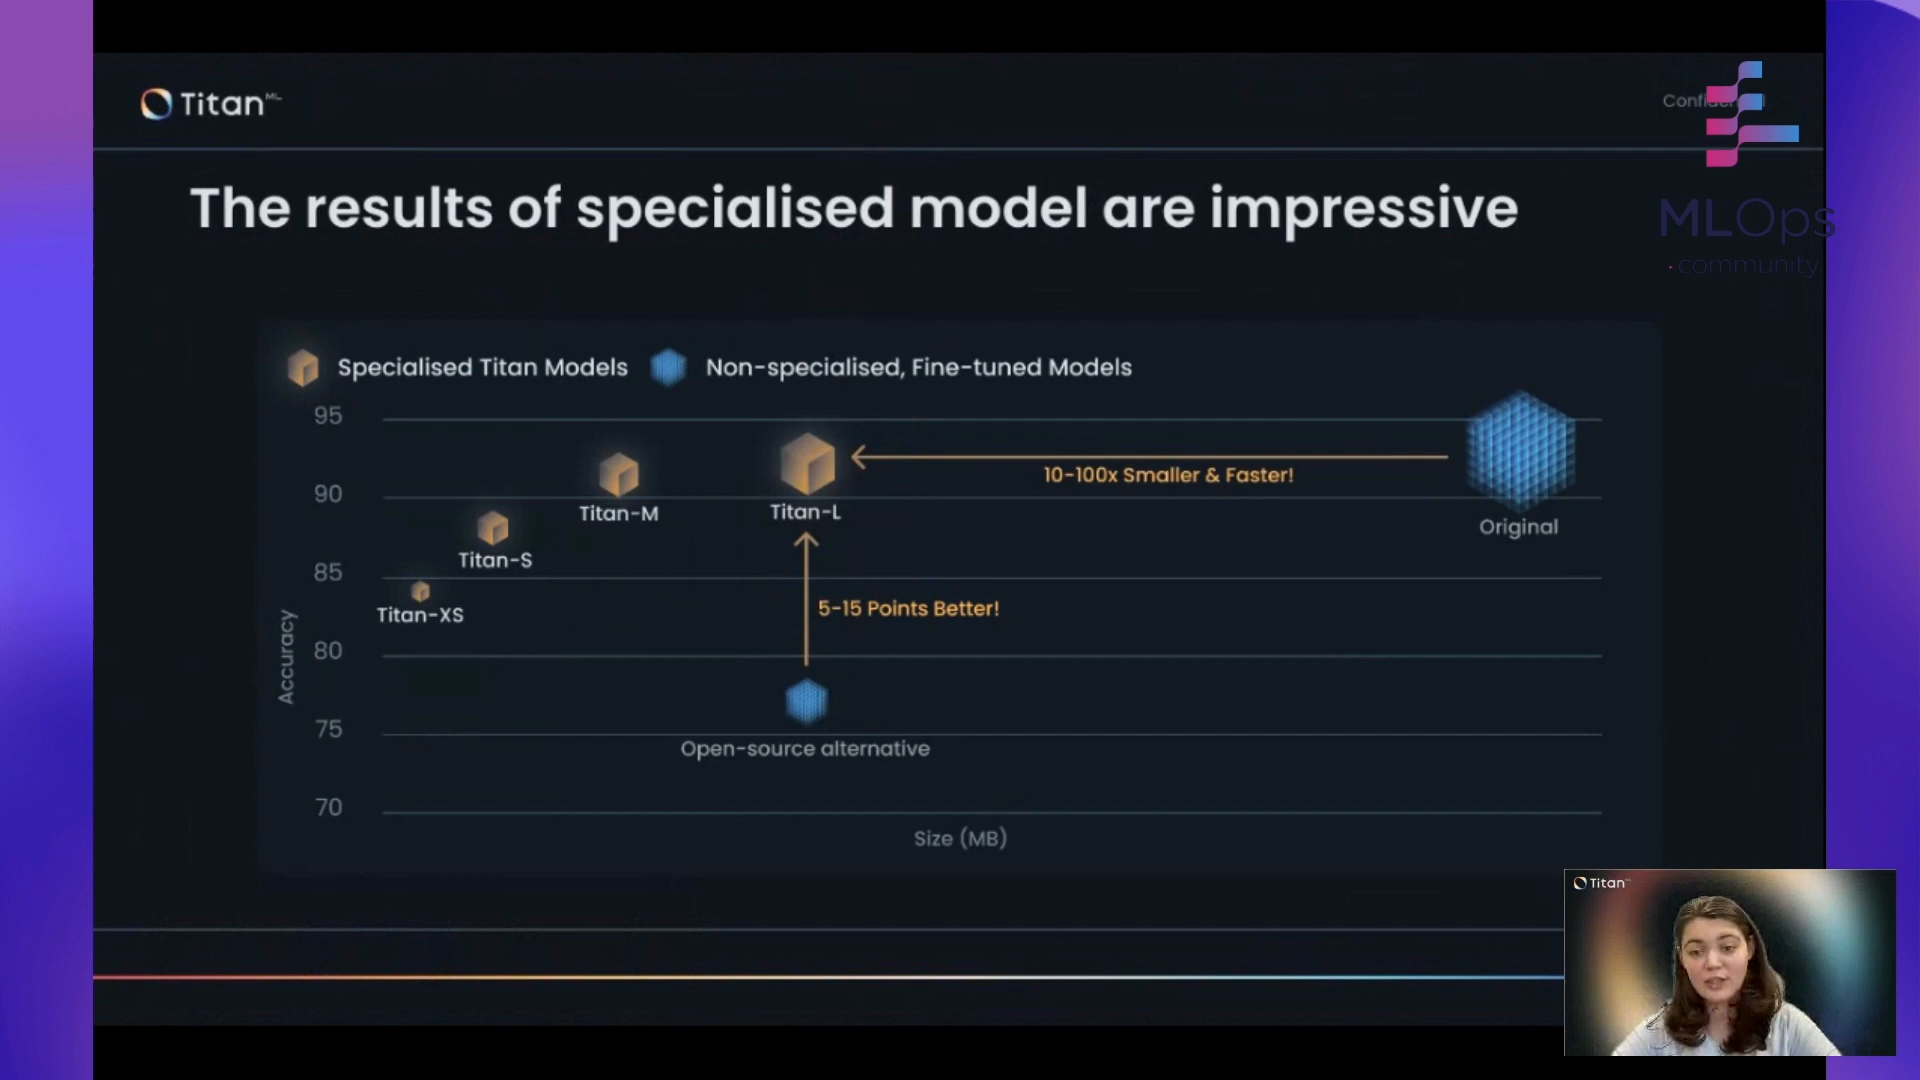 Titan ML
The results of specialised model are impressive
MLOps
community
Specialised Titan Models
Non-specialised, Fine-tuned Models
95
90
85
80
75
70
Accuracy
Titan-XS
Titan-S
Titan-M
Titan-L
10-100x Smaller & Faster!
Original
5-15 Points Better!
Open-source alternative
Size (MB)
Titan